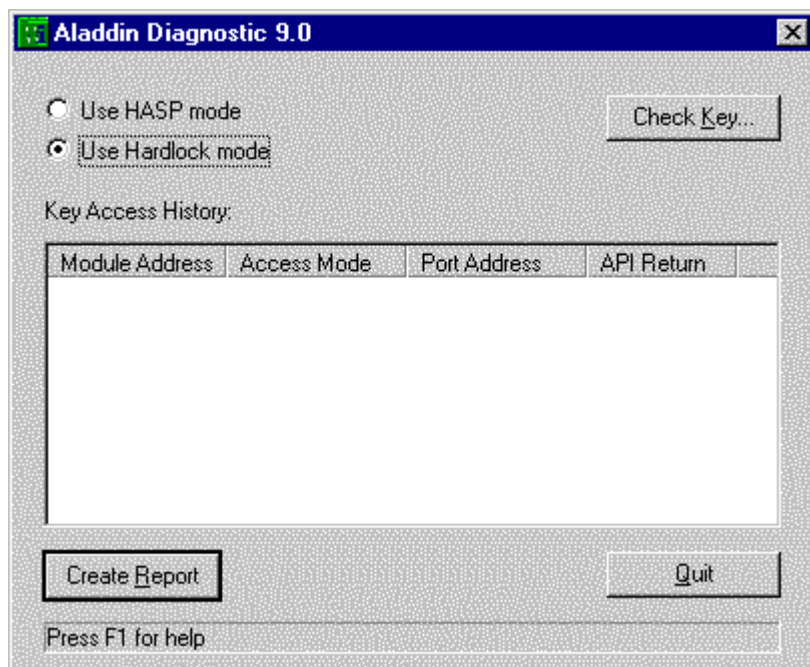 Aladdin Diagnostic 9.0
Use HASP mode
Check Key...
Use Hardlock mode
Key Access History:
Module Address Access Mode Port Address API Return
Create Report
Quit
Press F1 for help